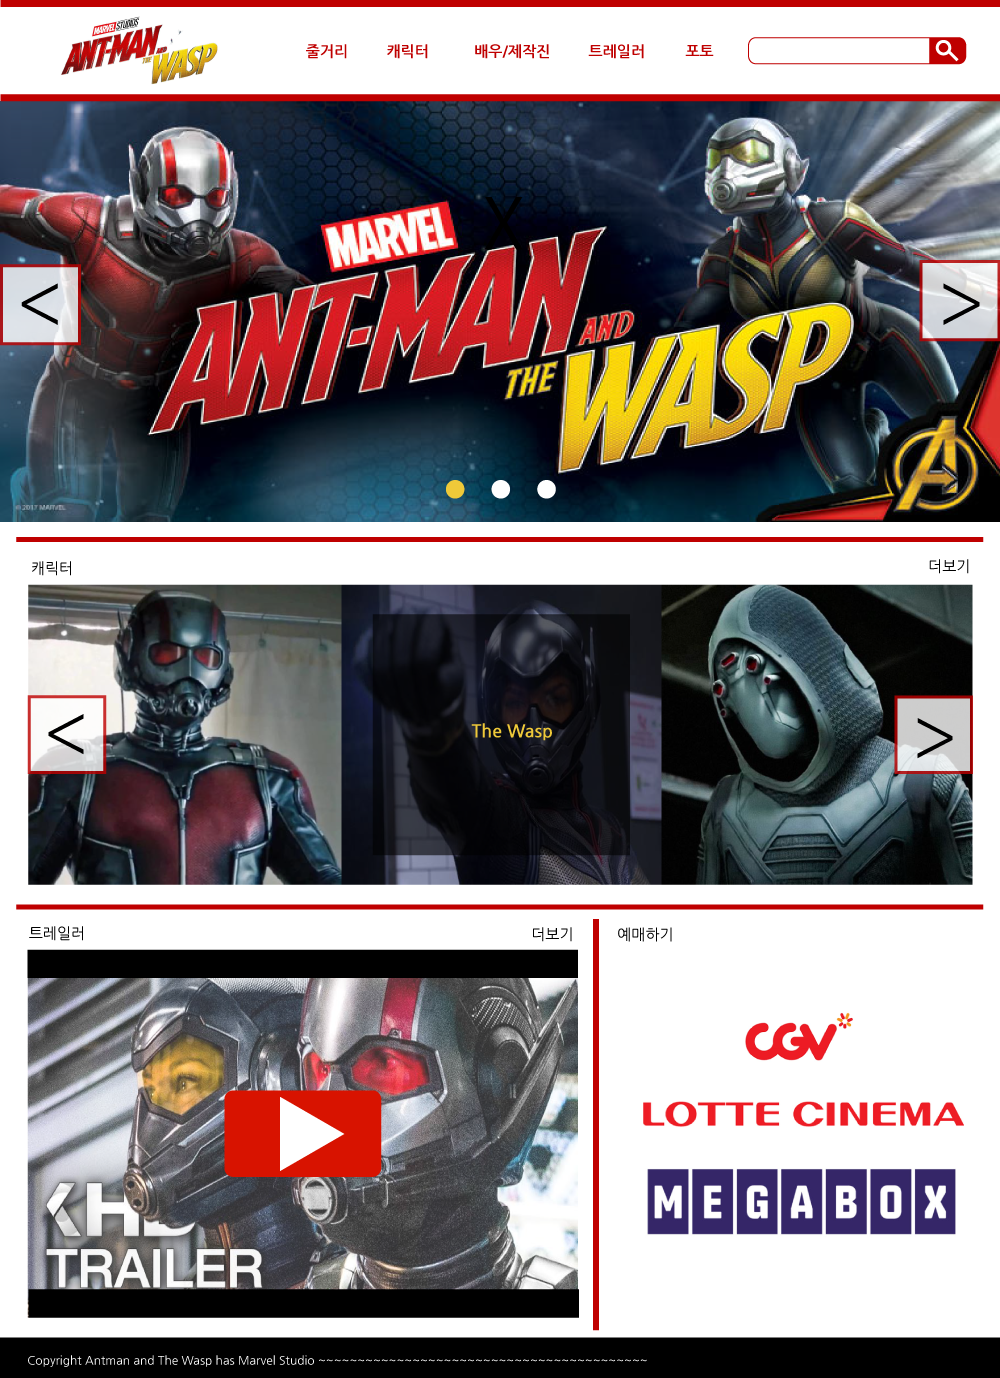 MARVEL STUDIOS
ANT-MAN AND
THE WASP
줄거리 캐릭터 배우/제작진 트레일러 포토
MARVEL
X
ANT-MAN AND
THE WASP
< >
© 2017 MARVEL
캐릭터 더보기
The Wasp
< >
트레일러 더보기 예매하기
CGV
LOTTE CINEMA
MEGABOX
KHD
TRAILER
Copyright Antman and The Wasp has Marvel Studio ~~~~~~~~~~~~~~~~~~~~~~~~~~~~~~~~~~~~~~~~~~